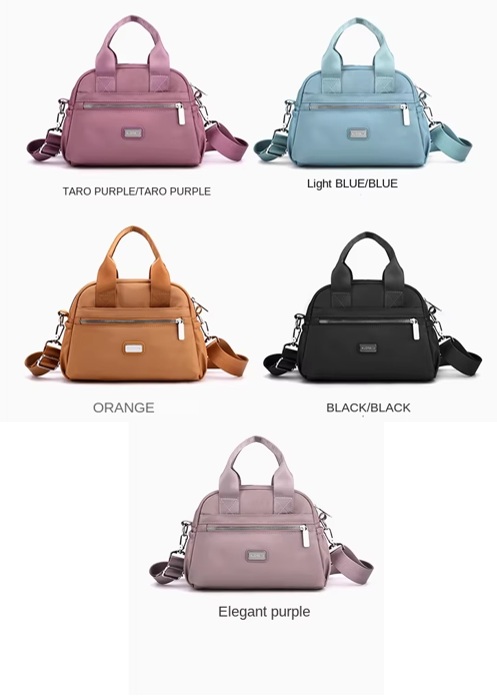 TARO PURPLE/TARO PURPLE
Light BLUE/BLUE
ORANGE
BLACK/BLACK
Elegant purple